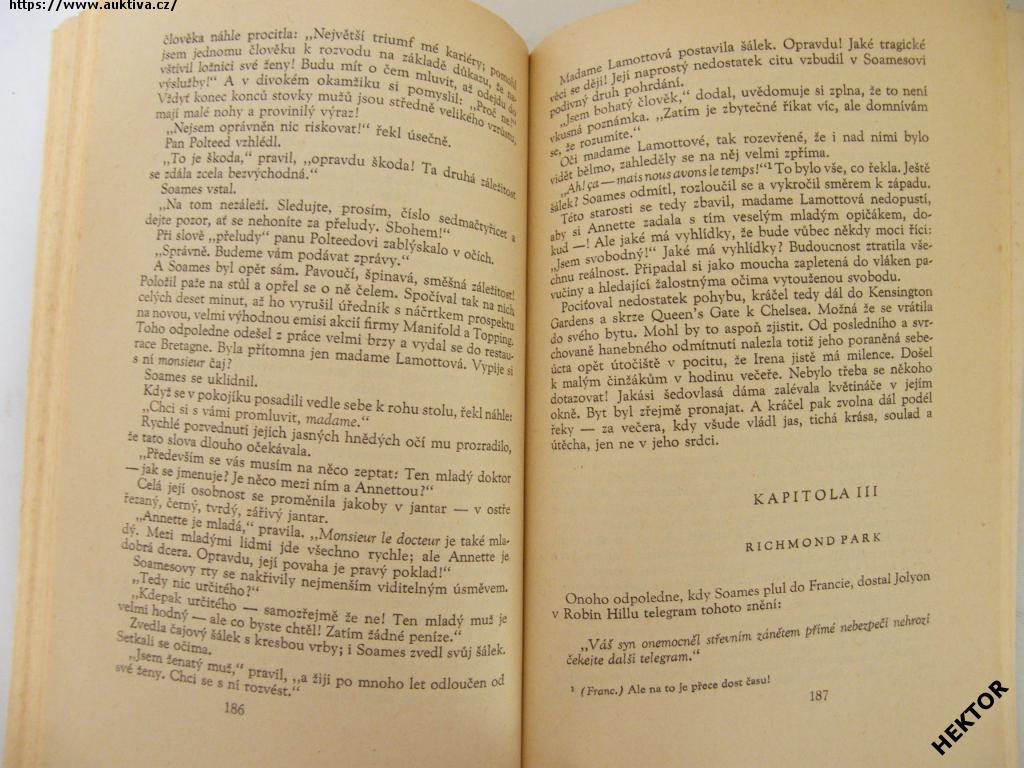 https://www.auktiva.cz/
člověka náhle procitla: „Největší triumf mé kariéry; pomohl
jsem jednomu člověku k rozvodu na základě důkazu, že na-
vštívil ložnici své ženy! Budu mít o čem mluvit, až odejdu do
výslužby!“ A v divokém okamžiku si pomyslil: „Proč ne?“
Vždyť konec konců stovky mužů jsou středně velikého vzrůstu,
mají malé nohy a provinilý výraz!
„Nejsem oprávněn nic riskovat!“ řekl úsečně.
Pan Polteed vzhlédl.
„To je škoda,“ pravil, „opravdu škoda! Ta druhá záležitost
se zdála zcela bezvýchodná.“
Soames vstal.
„Na tom nezáleží. Sledujte, prosím, číslo sedmačtyřicet a
dejte pozor, ať se nehoníte za přeludy. Sbohem!“
Při slově „přeludy“ panu Polteedovi zablýskalo v očích.
„Správně. Budeme vám podávat zprávy.“
A Soames byl opět sám. Pavoučí, špinavá, směšná záležitost!
Položil paže na stůl a opřel se o ně čelem. Spočíval tak na nich
celých deset minut, až ho vyrušil úředník s náčrtkem prospektu
na novou, velmi výhodnou emisi akcií firmy Manifold a Topping.
Toho odpoledne odešel z práce velmi brzy a vydal se do restau-
race Bretagne. Byla přítomna jen madame Lamottová. Vypije si
s ní monsieur čaj?
Soames se uklidnil.
Když se v pokojíku posadili vedle sebe k rohu stolu, řekl náhle:
„Chci si s vámi promluvit, madame.“
Rychlé pozvednutí jejích jasných hnědých očí mu prozradilo,
že tato slova dlouho očekávala.
„Především se vás musím na něco zeptat: Ten mladý doktor
— jak se jmenuje? Je něco mezi ním a Annettou?“
Celá její osobnost se proměnila jakoby v jantar — v ostře
řezaný, černý, tvrdý, zářivý jantar.
„Annette je mladá,“ pravila. „Monsieur le docteur je také mla-
dý. Mezi mladými lidmi jde všechno rychle; ale Annette je
dobrá dcera. Opravdu, její povaha je pravý poklad!“
Soamesovy rty se nakřivily nejmenším viditelným úsměvem.
„Tedy nic určitého?“
„Kdepak určitého — samozřejmě že ne! Ten mladý muž je
velmi hodný — ale co byste chtěl! Zatím žádné peníze.“
Zvedla čajový šálek s kresbou vrby; i Soames zvedl svůj šálek.
Setkali se očima.
„Jsem ženatý muž,“ pravil, „a žiji po mnoho let odloučen od
své ženy. Chci se s ní rozvést.“
186
Madame Lamottová postavila šálek. Opravdu! Jaké tragické
věci se dějí! Její naprostý nedostatek citu vzbudil v Soamesovi
podivný druh pohrdání.
„Jsem bohatý člověk,“ dodal, uvědomuje si zplna, že to není
vkusná poznámka. „Zatím je zbytečné říkat víc, ale domnívám
se, že rozumíte.“
Oči madame Lamottové, tak rozevřené, že i nad nimi bylo
vidět bělmo, zahleděly se na něj velmi zpříma.
„Ah! ça — mais nous avons le temps!“¹ To bylo vše, co řekla. Ještě
šálek? Soames odmítl, rozloučil se a vykročil směrem k západu.
Této starosti se tedy zbavil, madame Lamottová nedopustí,
aby si Annette zadala s tím veselým mladým opičákem, do-
kud —! Ale jaké má vyhlídky, že bude vůbec někdy moci říci:
„Jsem svobodný!“ Jaké má vyhlídky? Budoucnost ztratila vše-
chnu reálnost. Připadal si jako moucha zapletená do vláken pa-
vučiny a hledající žalostnýma očima vytouženou svobodu.
Pociťoval nedostatek pohybu, kráčel tedy dál do Kensington
Gardens a skrze Queen's Gate k Chelsea. Možná že se vrátila
do svého bytu. Mohl by to aspoň zjistit. Od posledního a svr-
chovaně hanebného odmítnutí nalezla totiž jeho poraněná sebe-
úcta opět útočiště v pocitu, že Irena jistě má milence. Došel
k malým činžákům v hodinu večeře. Nebylo třeba se někoho
dotazovat! Jakási šedovlasá dáma zalévala květináče v jejím
okně. Byt byl zřejmě pronajat. A kráčel pak zvolna dál podél
řeky — za večera, kdy všude vládl jas, tichá krása, soulad a
útěcha, jen ne v jeho srdci.
KAPITOLA III
RICHMOND PARK
Onoho odpoledne, kdy Soames plul do Francie, dostal Jolyon
v Robin Hillu telegram tohoto znění:
„Váš syn onemocněl střevním zánětem přímé nebezpečí nehrozí
čekejte další telegram.“
¹ (Franc.) Ale na to je přece dost času!
187
HEKTOR